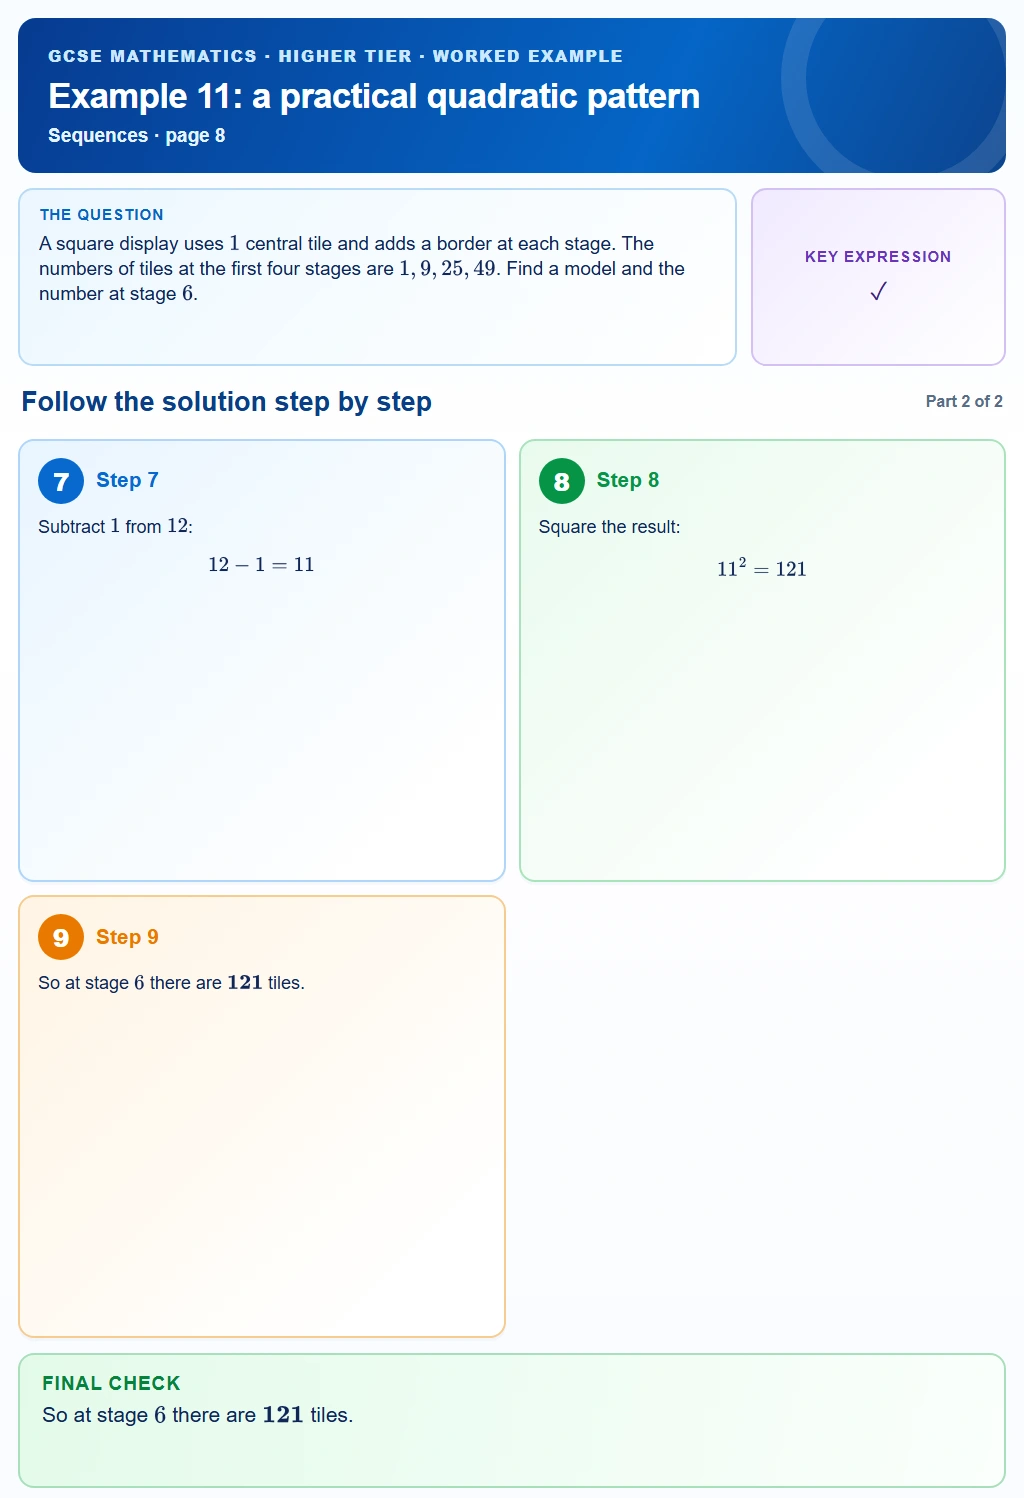 GCSE MATHEMATICS · HIGHER TIER · WORKED EXAMPLE
Example 11: a practical quadratic pattern
Sequences · page 8
THE QUESTION
A square display uses 1 central tile and adds a border at each stage. The
numbers of tiles at the first four stages are 1, 9, 25, 49. Find a model and the
number at stage 6.
KEY EXPRESSION
✓
Follow the solution step by step
Part 2 of 2
7 Step 7
Subtract 1 from 12:
12 − 1 = 11
8 Step 8
Square the result:
11² = 121
9 Step 9
So at stage 6 there are 121 tiles.
FINAL CHECK
So at stage 6 there are 121 tiles.